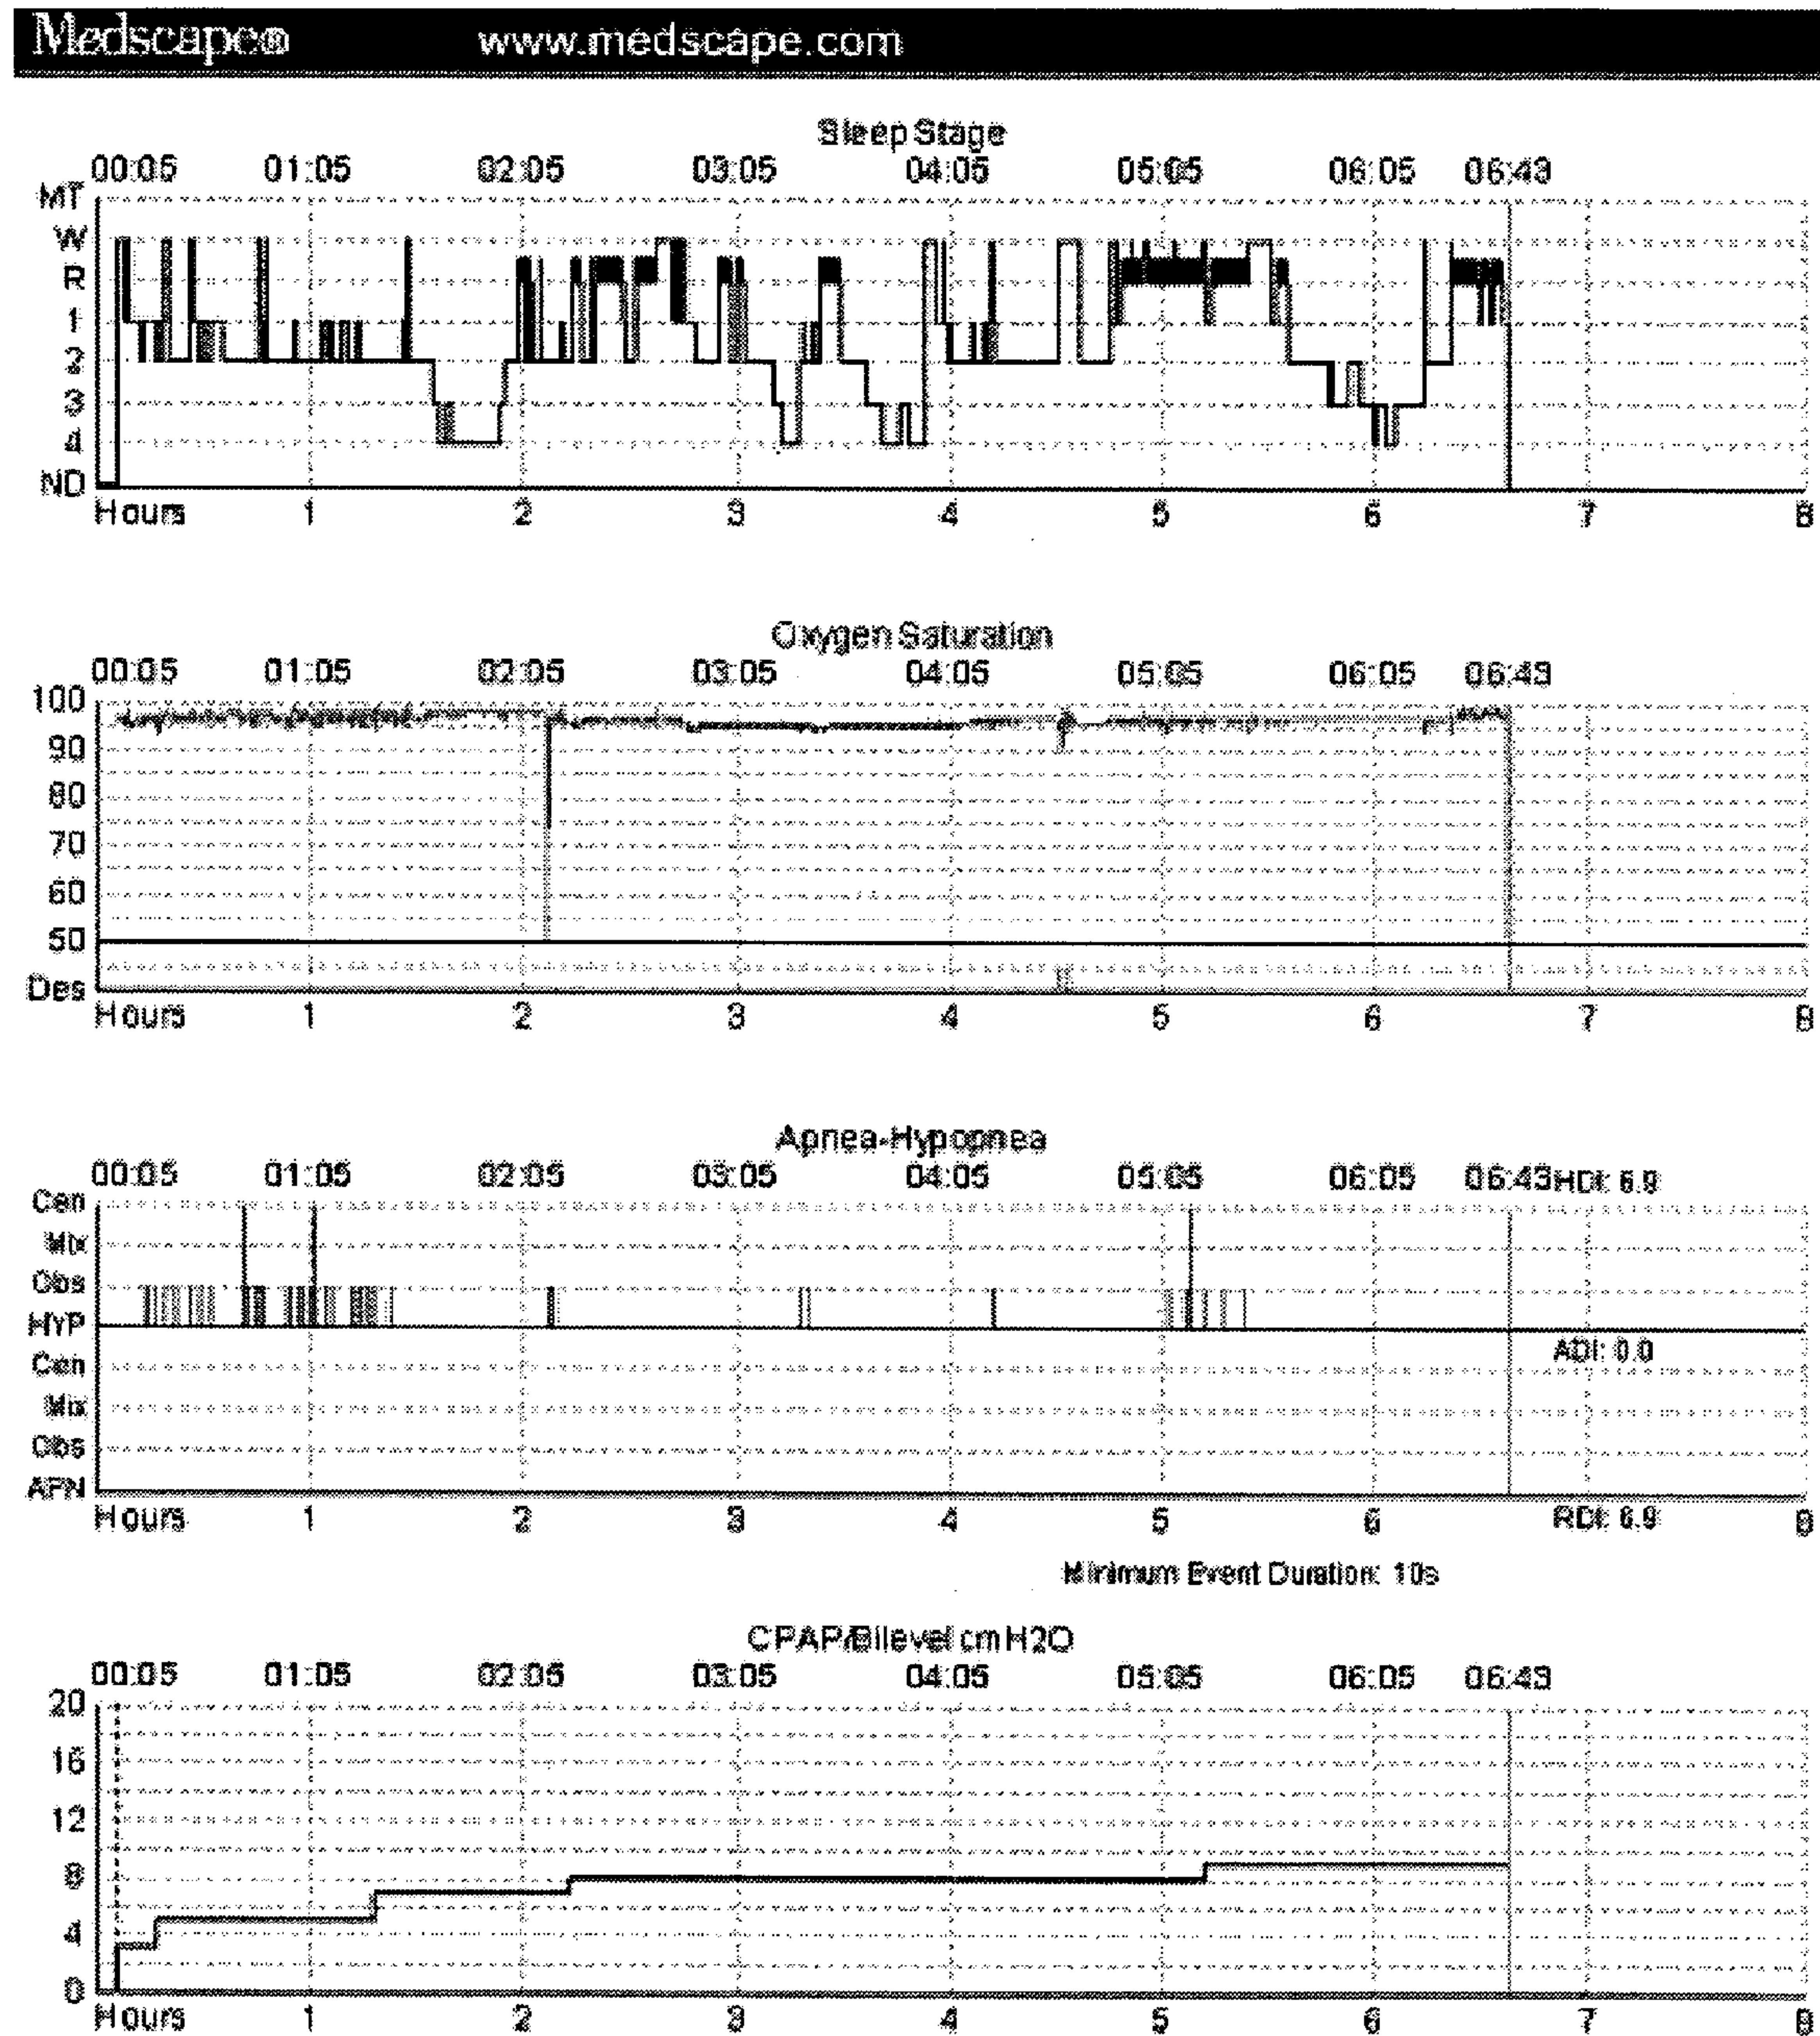 Medscape® www.medscape.com
Sleep Stage
00:05 01:05 02:05 03:05 04:05 05:05 06:05 06:43
MT
W
R
1
2
3
4
ND
Hours 1 2 3 4 5 6 7 8
Oxygen Saturation
00:05 01:05 02:05 03:05 04:05 05:05 06:05 06:43
100
90
80
70
60
50
Des
Hours 1 2 3 4 5 6 7 8
Apnea-Hypopnea
00:05 01:05 02:05 03:05 04:05 05:05 06:05 06:43 HDI: 6.9
Cen
Mix
Obs
HYP
ADI: 0.0
Cen
Mix
Obs
APN
Hours 1 2 3 4 5 6 RDI: 6.9 8
Minimum Event Duration: 10s
CPAP/Bilevel cm H2O
00:05 01:05 02:05 03:05 04:05 05:05 06:05 06:43
20
16
12
8
4
0
Hours 1 2 3 4 5 6 7 8